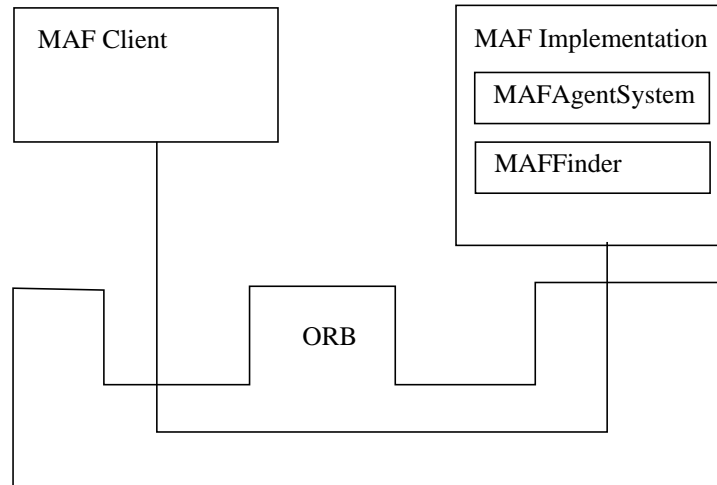 MAF Client
MAF Implementation
MAFAgentSystem
MAFFinder
ORB